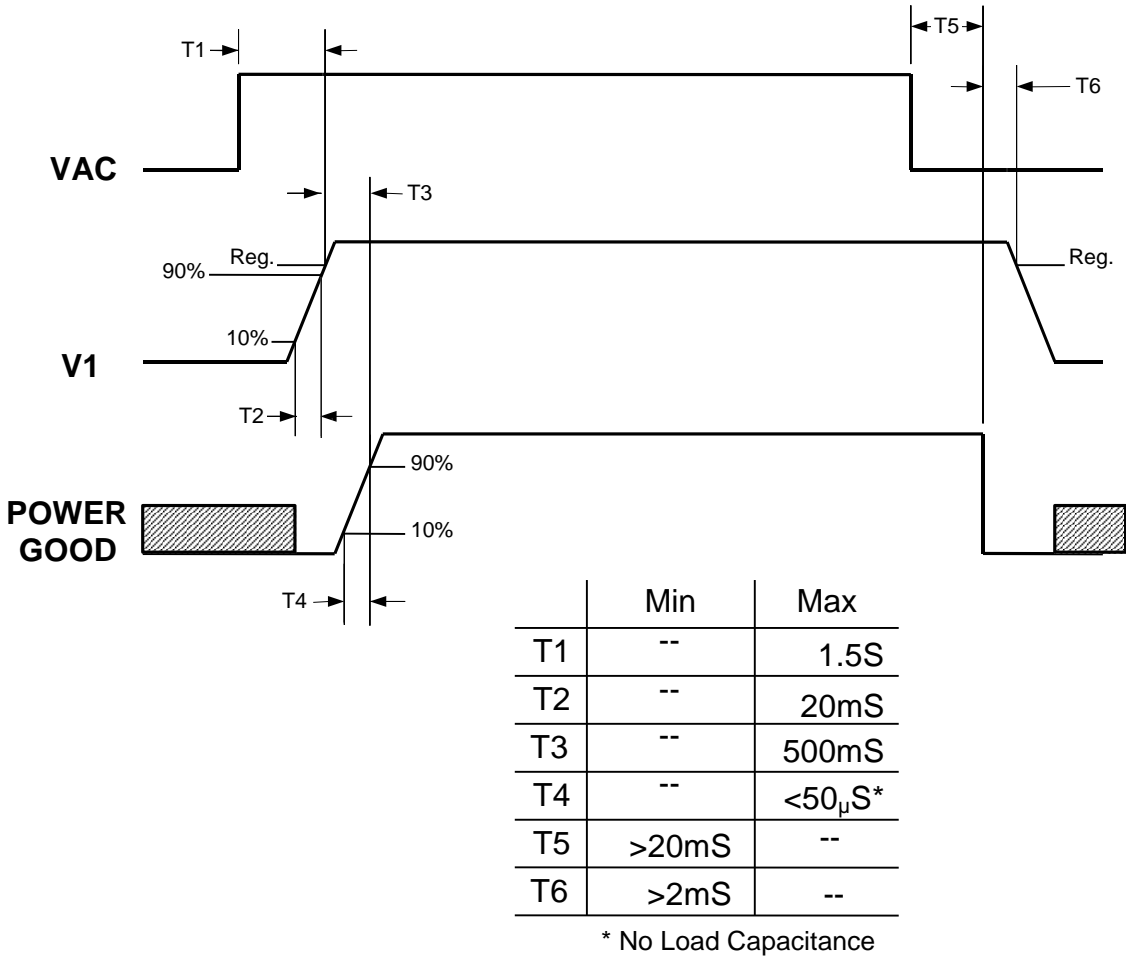 T5
T1
T6
VAC
T3
Reg.
90%
Reg.
10%
V1
T2
90%
POWER
GOOD
10%
T4
Min Max
T1 -- 1.5S
T2 -- 20mS
T3 -- 500mS
T4 -- <50µS*
T5 >20mS --
T6 >2mS --
* No Load Capacitance